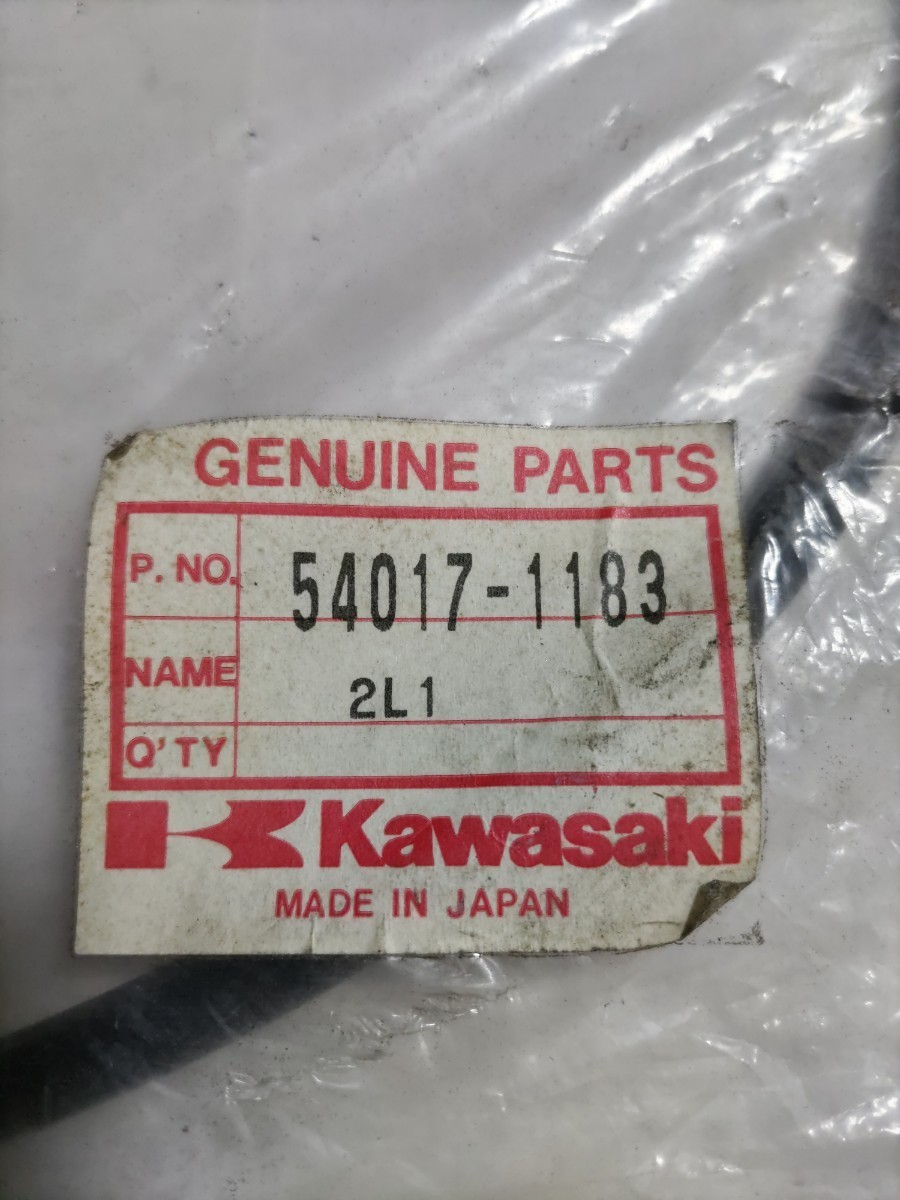 GENUINE PARTS
P. NO. 54017-1183
NAME 2L1
Q'TY
Kawasaki
MADE IN JAPAN